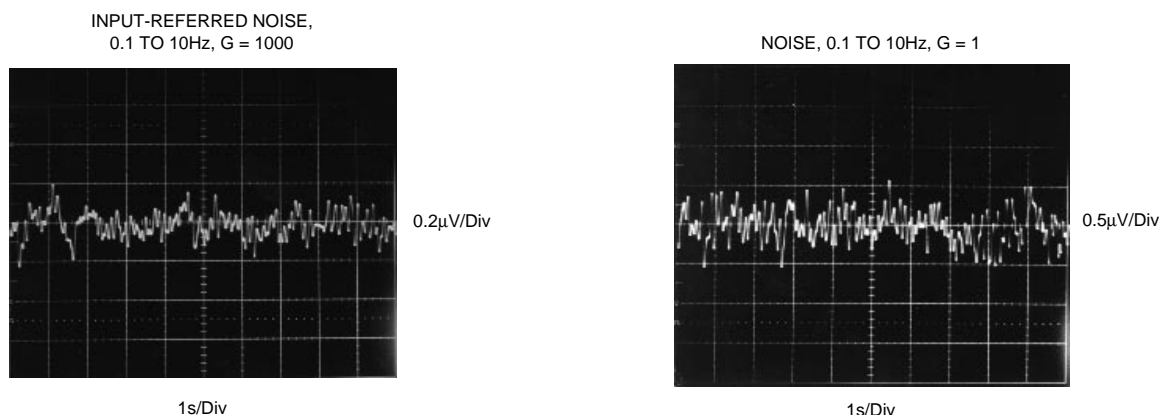 INPUT-REFERRED NOISE,
0.1 TO 10Hz, G = 1000
0.2μV/Div
1s/Div
NOISE, 0.1 TO 10Hz, G = 1
0.5μV/Div
1s/Div